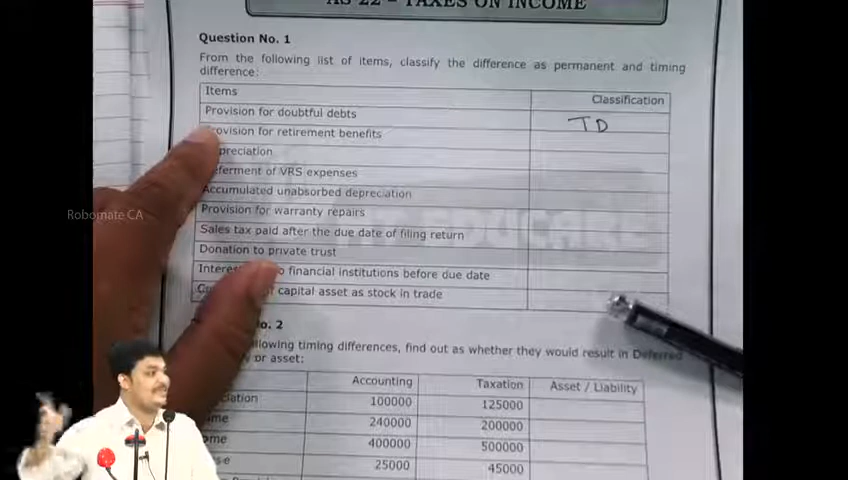 AS 22 – TAXES ON INCOME
Question No. 1
From the following list of items, classify the difference as permanent and timing
difference:
Items Classification
Provision for doubtful debts TD
rovision for retirement benefits
preciation
eferment of VRS expenses
Accumulated unabsorbed depreciation
Provision for warranty repairs
Sales tax paid after the due date of filing return
Donation to private trust
Interes o financial institutions before due date
capital asset as stock in trade
o. 2
llowing timing differences, find out as whether they would result in Deferred
or asset:
Accounting Taxation Asset / Liability
ciation 100000 125000
me 240000 200000
me 400000 500000
se 25000 45000
Robomate CA
EDUCARE